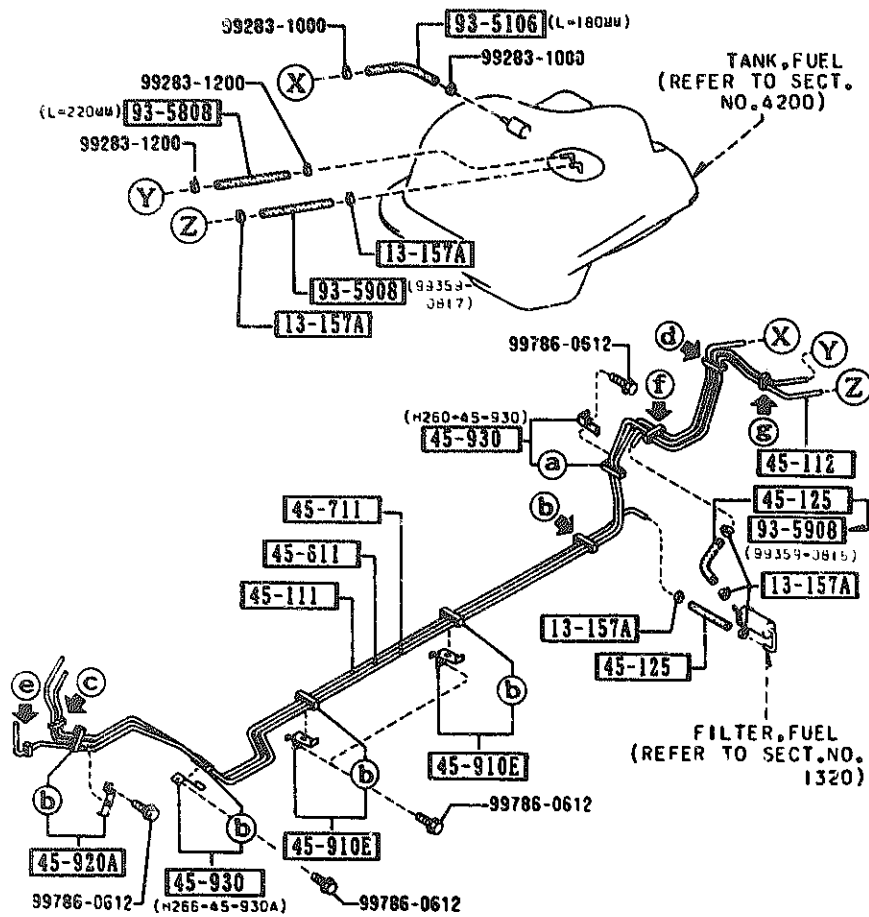 99283-1000
93-5106 (L=180MM)
99283-1000
X
99283-1200
(L=220MM) 93-5808
99283-1200
TANK,FUEL
(REFER TO SECT.
NO.4200)
Y
Z
13-157A
93-5908 (99359-
0817)
13-157A
99786-0612
d
X
Y
f
Z
g
(H260-45-930)
45-930
a
45-112
45-125
93-5908
(99359-0815)
b
45-711
45-611
45-111
13-157A
13-157A
45-125
FILTER,FUEL
(REFER TO SECT.NO.
1320)
e
c
b
45-910E
b
99786-0612
45-910E
b
b
45-920A
99786-0612
45-930
(H266-45-930A)
99786-0612